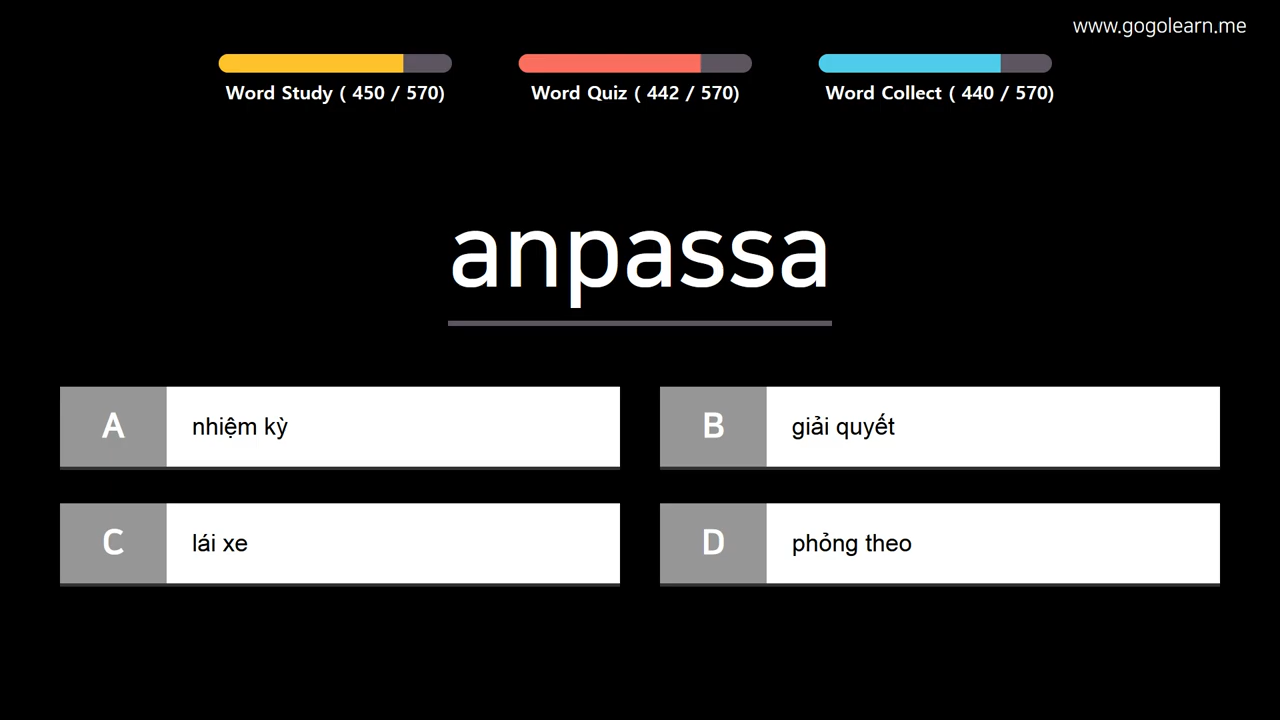 www.gogolearn.me
Word Study ( 450 / 570)
Word Quiz ( 442 / 570)
Word Collect ( 440 / 570)
anpassa
A nhiệm kỳ
B giải quyết
C lái xe
D phỏng theo